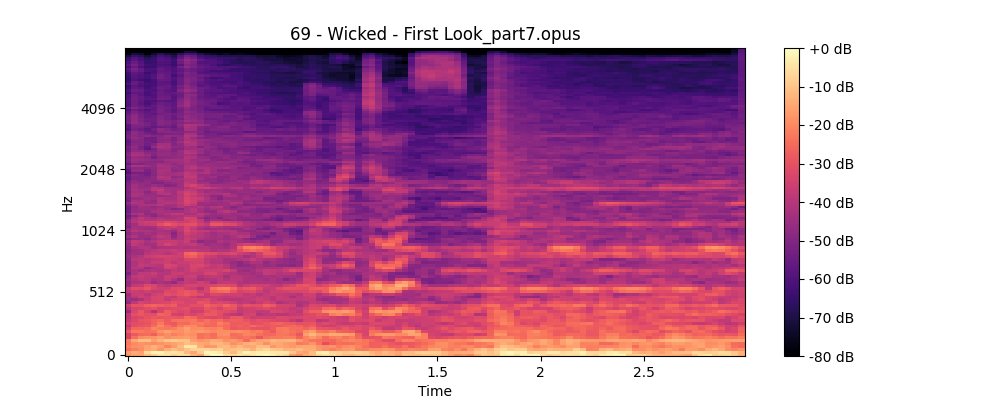 69 - Wicked - First Look_part7.opus
Hz
4096
2048
1024
512
0
0
0.5
1
1.5
2
2.5
Time
+0 dB
-10 dB
-20 dB
-30 dB
-40 dB
-50 dB
-60 dB
-70 dB
-80 dB